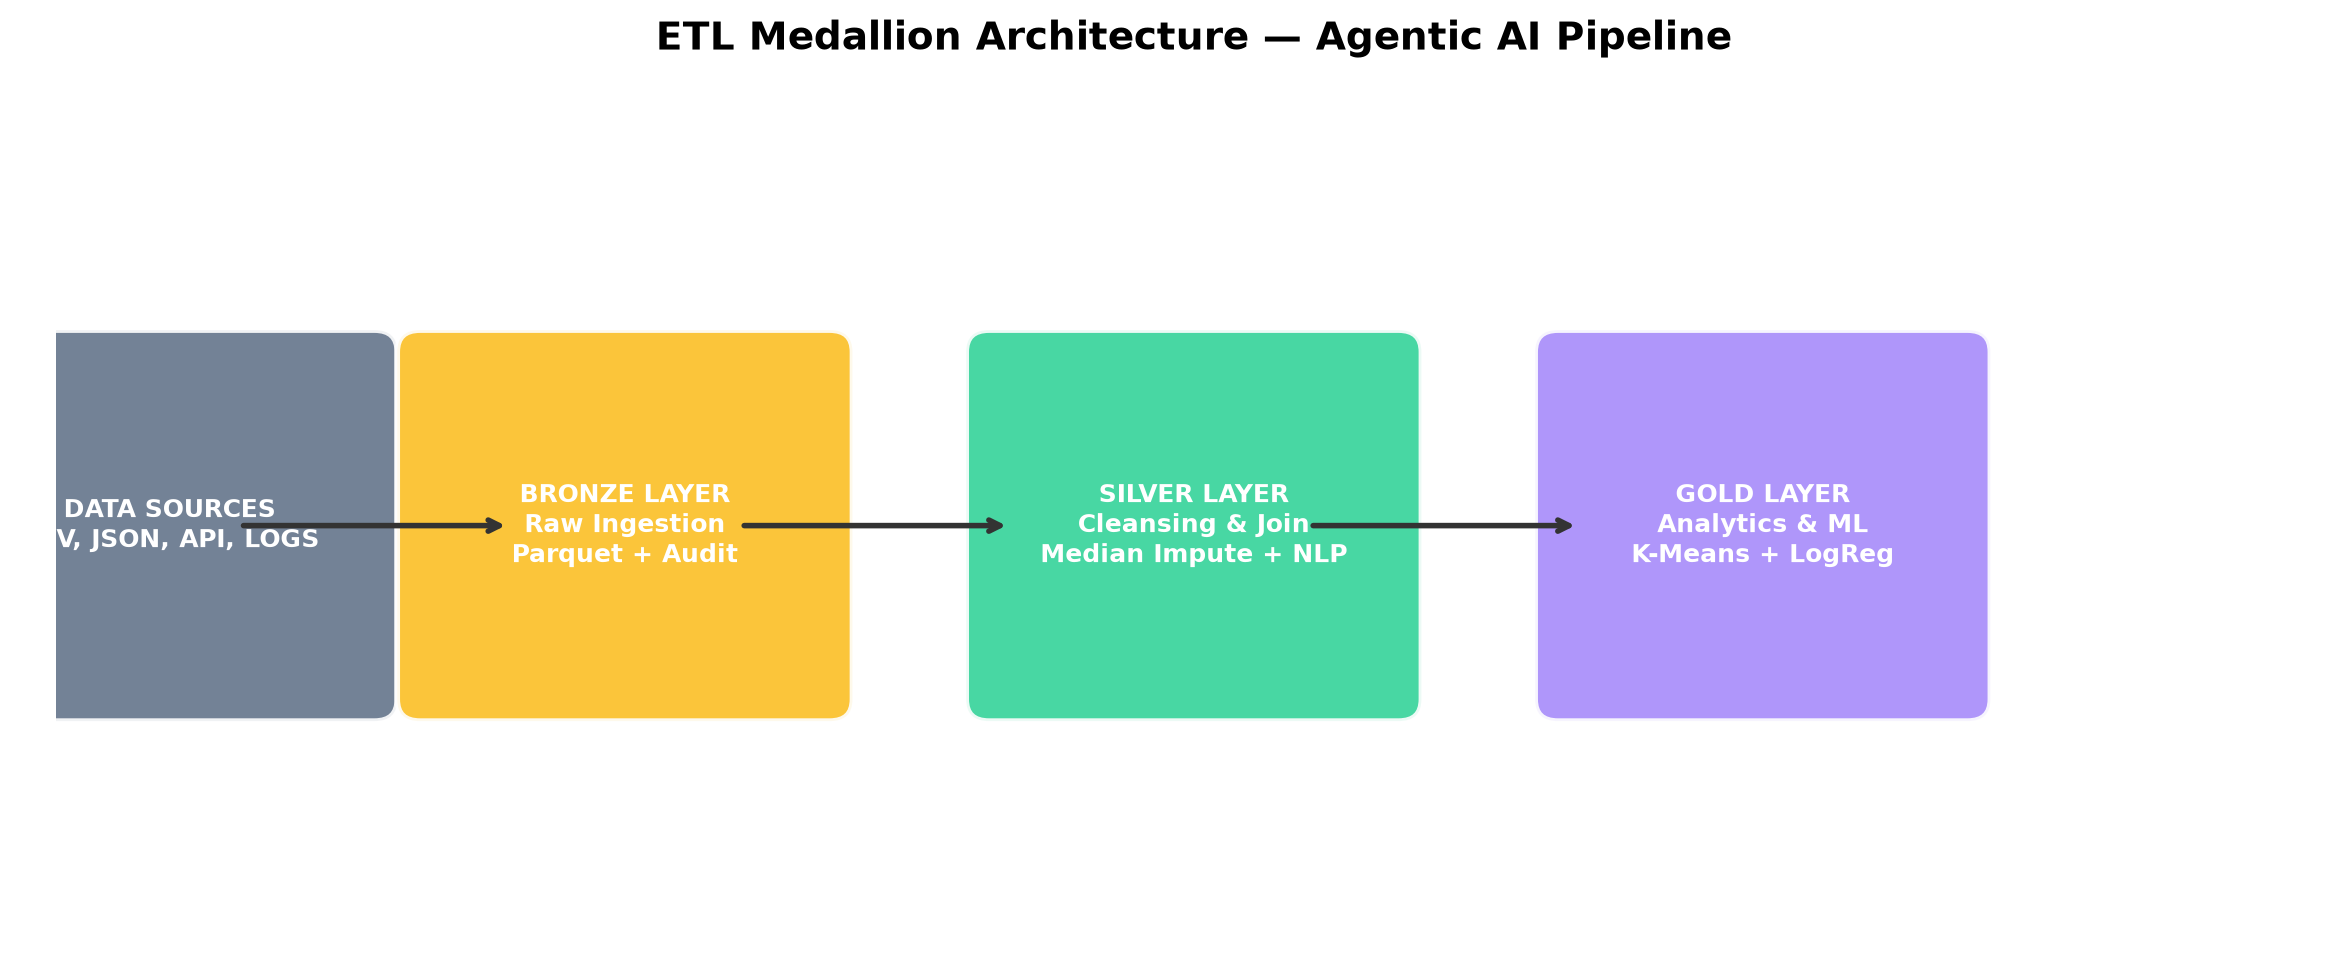 ETL Medallion Architecture — Agentic AI Pipeline
DATA SOURCES
V, JSON, API, LOGS
BRONZE LAYER
Raw Ingestion
Parquet + Audit
SILVER LAYER
Cleansing & Join
Median Impute + NLP
GOLD LAYER
Analytics & ML
K-Means + LogReg